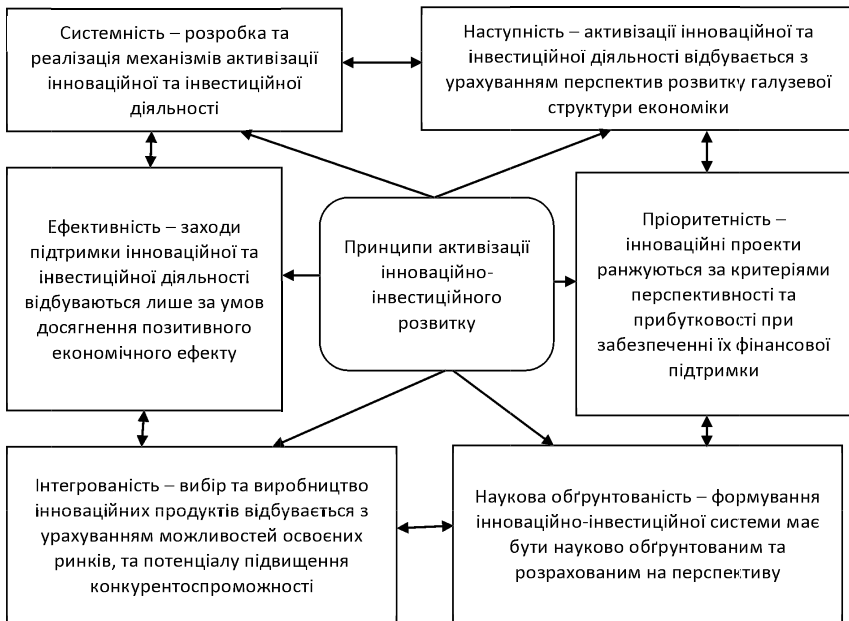 Системність – розробка та
реалізація механізмів активізації
інноваційної та інвестиційної
діяльності
Наступність – активізації інноваційної та
інвестиційної діяльності відбувається з
урахуванням перспектив розвитку галузевої
структури економіки
Ефективність – заходи
підтримки інноваційної та
інвестиційної діяльності
відбуваються лише за умов
досягнення позитивного
економічного ефекту
Принципи активізації
інноваційно-
інвестиційного
розвитку
Пріоритетність –
інноваційні проекти
ранжуються за критеріями
перспективності та
прибутковості при
забезпеченні їх фінансової
підтримки
Інтегрованість – вибір та виробництво
інноваційних продуктів відбувається з
урахуванням можливостей освоєних
ринків, та потенціалу підвищення
конкурентоспроможності
Наукова обґрунтованість – формування
інноваційно-інвестиційної системи має
бути науково обґрунтованим та
розрахованим на перспективу